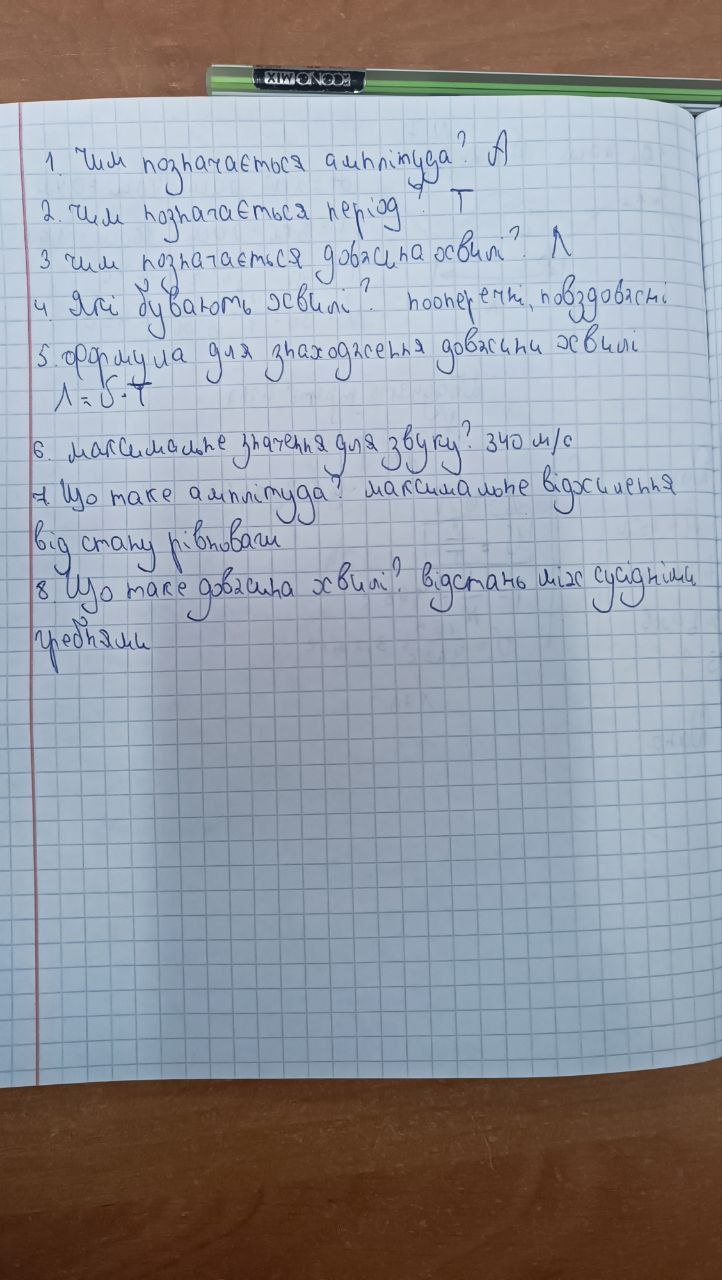 ECONOMIX
1. Чим позначається амплітуда? А
2. Чим позначається період? Т
3 Чим позначається довжина хвилі? Λ
4. Які бувають хвилі? поперечні, повздовжні
5. Формула для знаходження довжини хвилі
Λ = S·T
6. максимальне значення для звуку? 340 м/с
7. Що таке амплітуда? максимальне відхилення
від стану рівноваги
8. Що таке довжина хвилі? відстань між сусідніми
гребнями